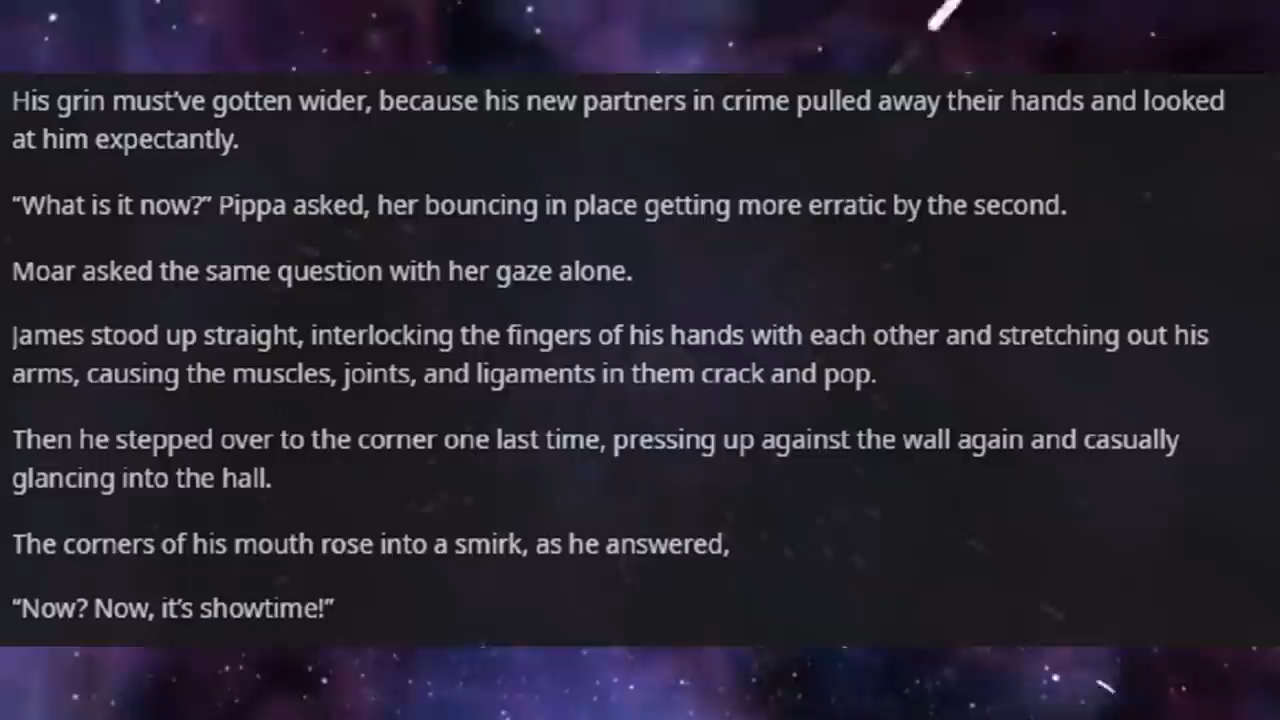 His grin must’ve gotten wider, because his new partners in crime pulled away their hands and looked
at him expectantly.
“What is it now?” Pippa asked, her bouncing in place getting more erratic by the second.
Moar asked the same question with her gaze alone.
James stood up straight, interlocking the fingers of his hands with each other and stretching out his
arms, causing the muscles, joints, and ligaments in them crack and pop.
Then he stepped over to the corner one last time, pressing up against the wall again and casually
glancing into the hall.
The corners of his mouth rose into a smirk, as he answered,
“Now? Now, it’s showtime!”